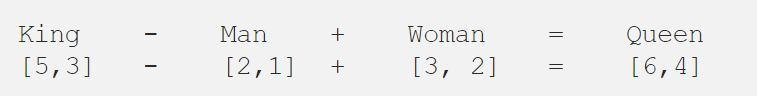 King - Man + Woman = Queen
[5,3] - [2,1] + [3, 2] = [6,4]